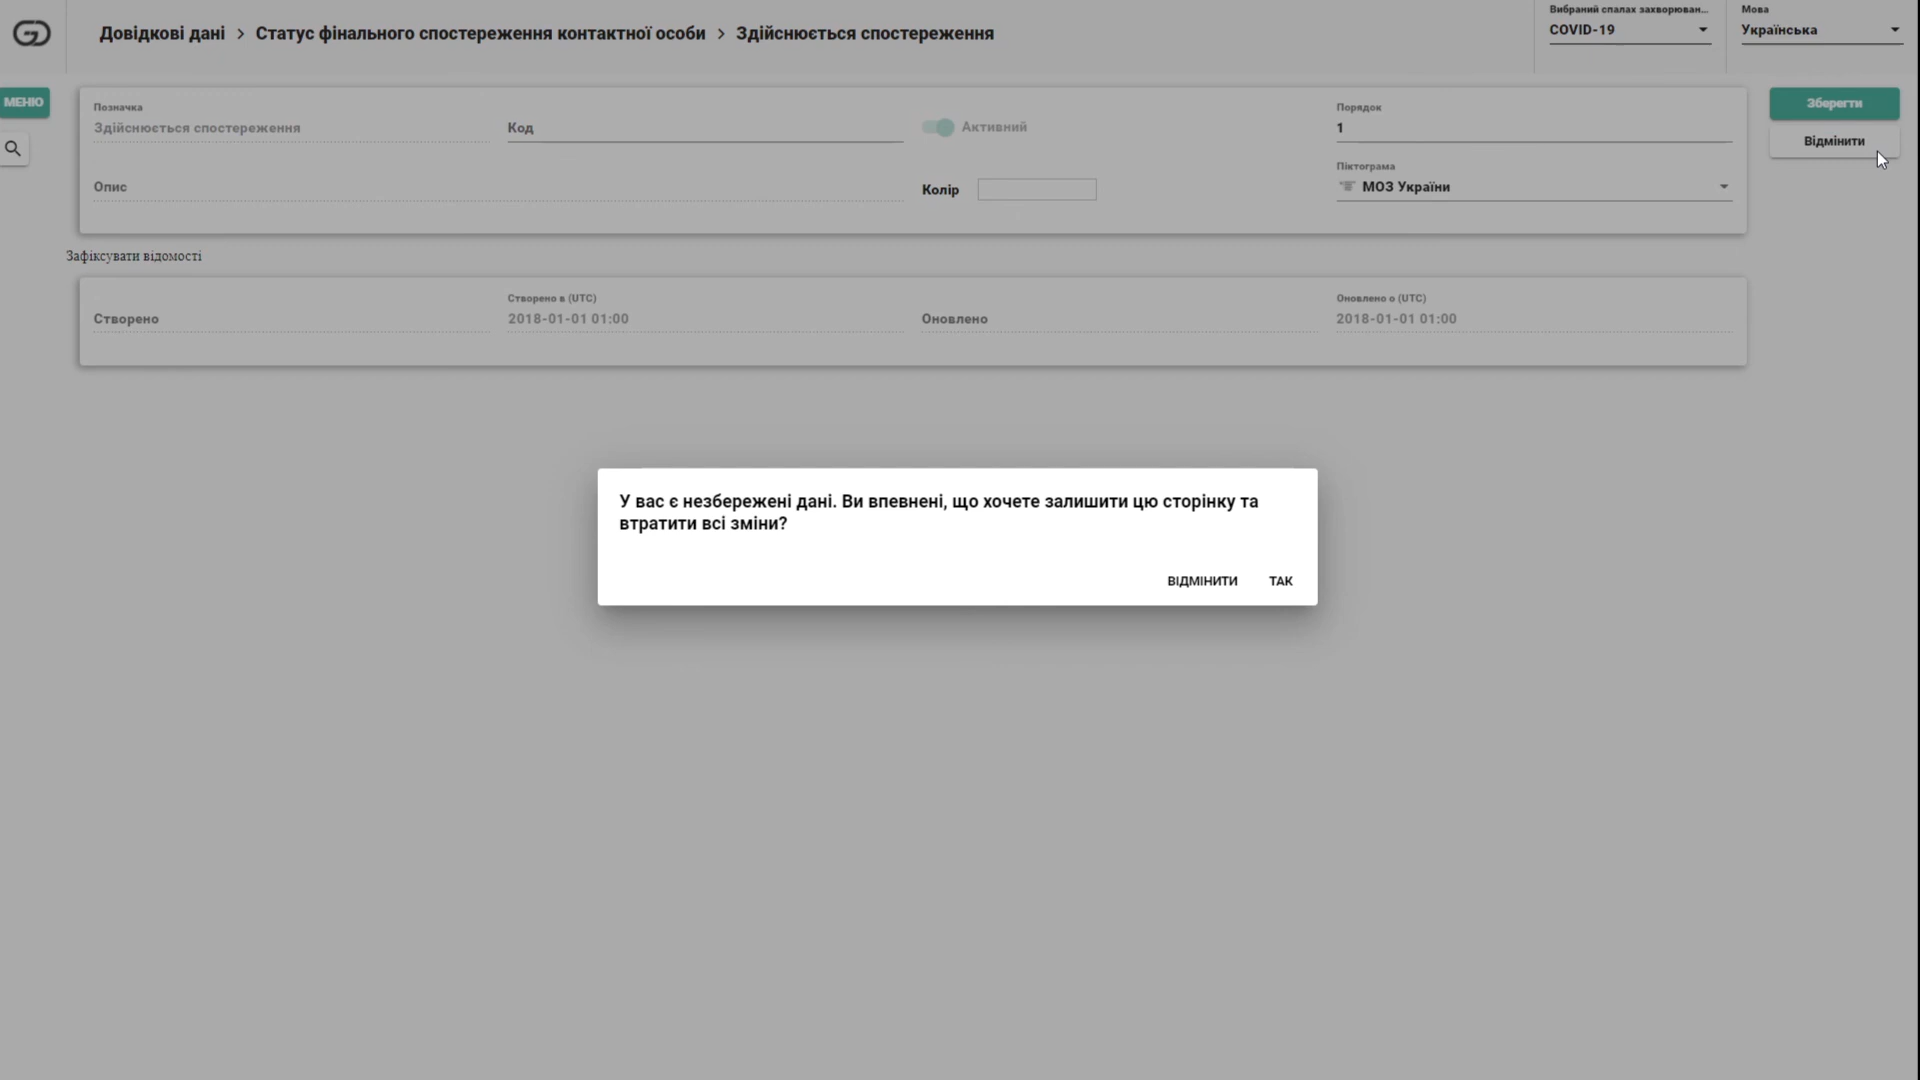 Довідкові дані > Статус фінального спостереження контактної особи > Здійснюється спостереження
Вибраний спалах захворюван...
COVID-19
Мова
Українська
МЕНЮ
Позначка
Здійснюється спостереження
Код
Активний
Порядок
1
Зберегти
Відмінити
Опис
Колір
Піктограма
МОЗ України
Зафіксувати відомості
Створено
Створено в (UTC)
2018-01-01 01:00
Оновлено
Оновлено о (UTC)
2018-01-01 01:00
У вас є незбережені дані. Ви впевнені, що хочете залишити цю сторінку та
втратити всі зміни?
ВІДМІНИТИ
ТАК